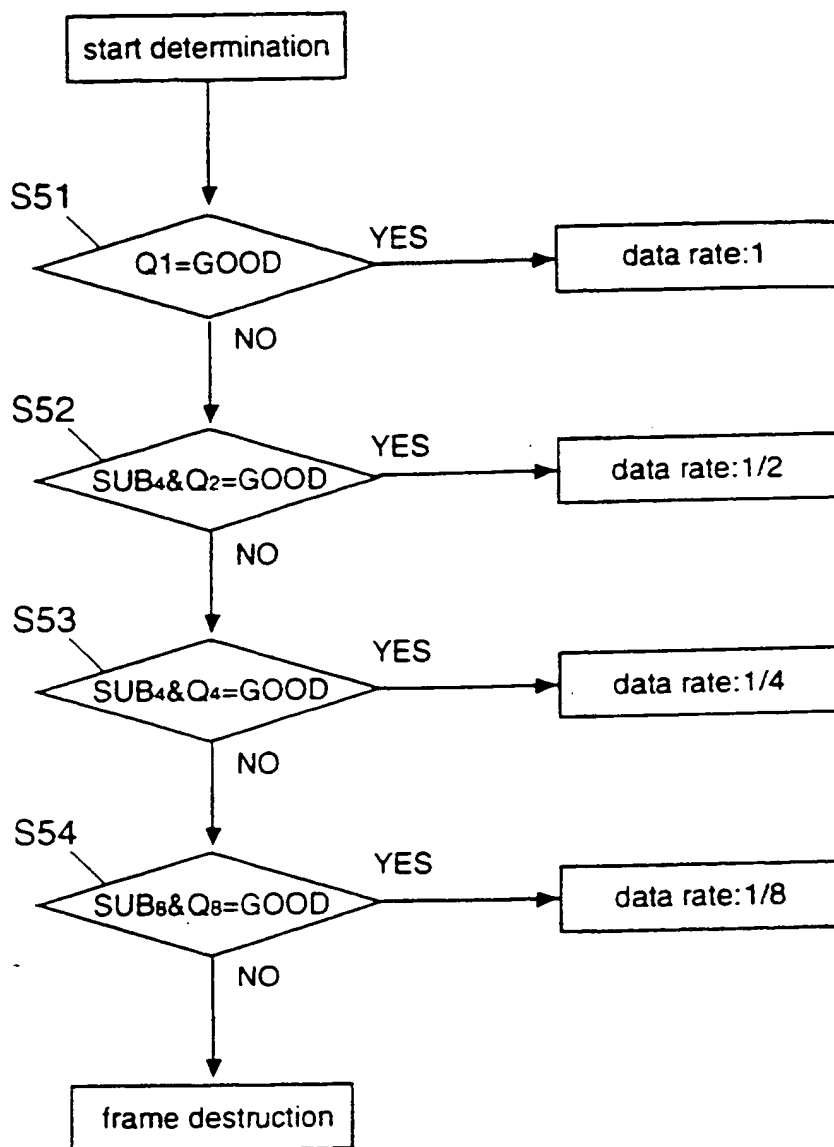 start determination
S51
Q1=GOOD
YES
data rate:1
NO
S52
SUB4&Q2=GOOD
YES
data rate:1/2
NO
S53
SUB4&Q4=GOOD
YES
data rate:1/4
NO
S54
SUB8&Q8=GOOD
YES
data rate:1/8
NO
frame destruction